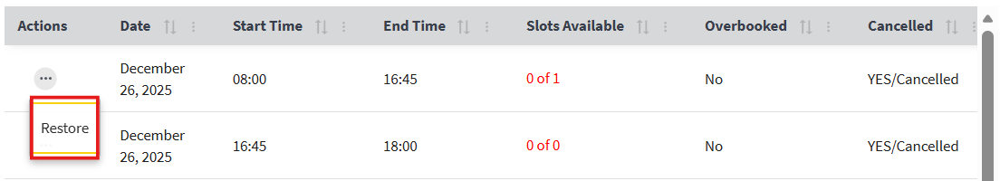 Actions Date Start Time End Time Slots Available Overbooked Cancelled
December 26, 2025 08:00 16:45 0 of 1 No YES/Cancelled
Restore
December 26, 2025 16:45 18:00 0 of 0 No YES/Cancelled